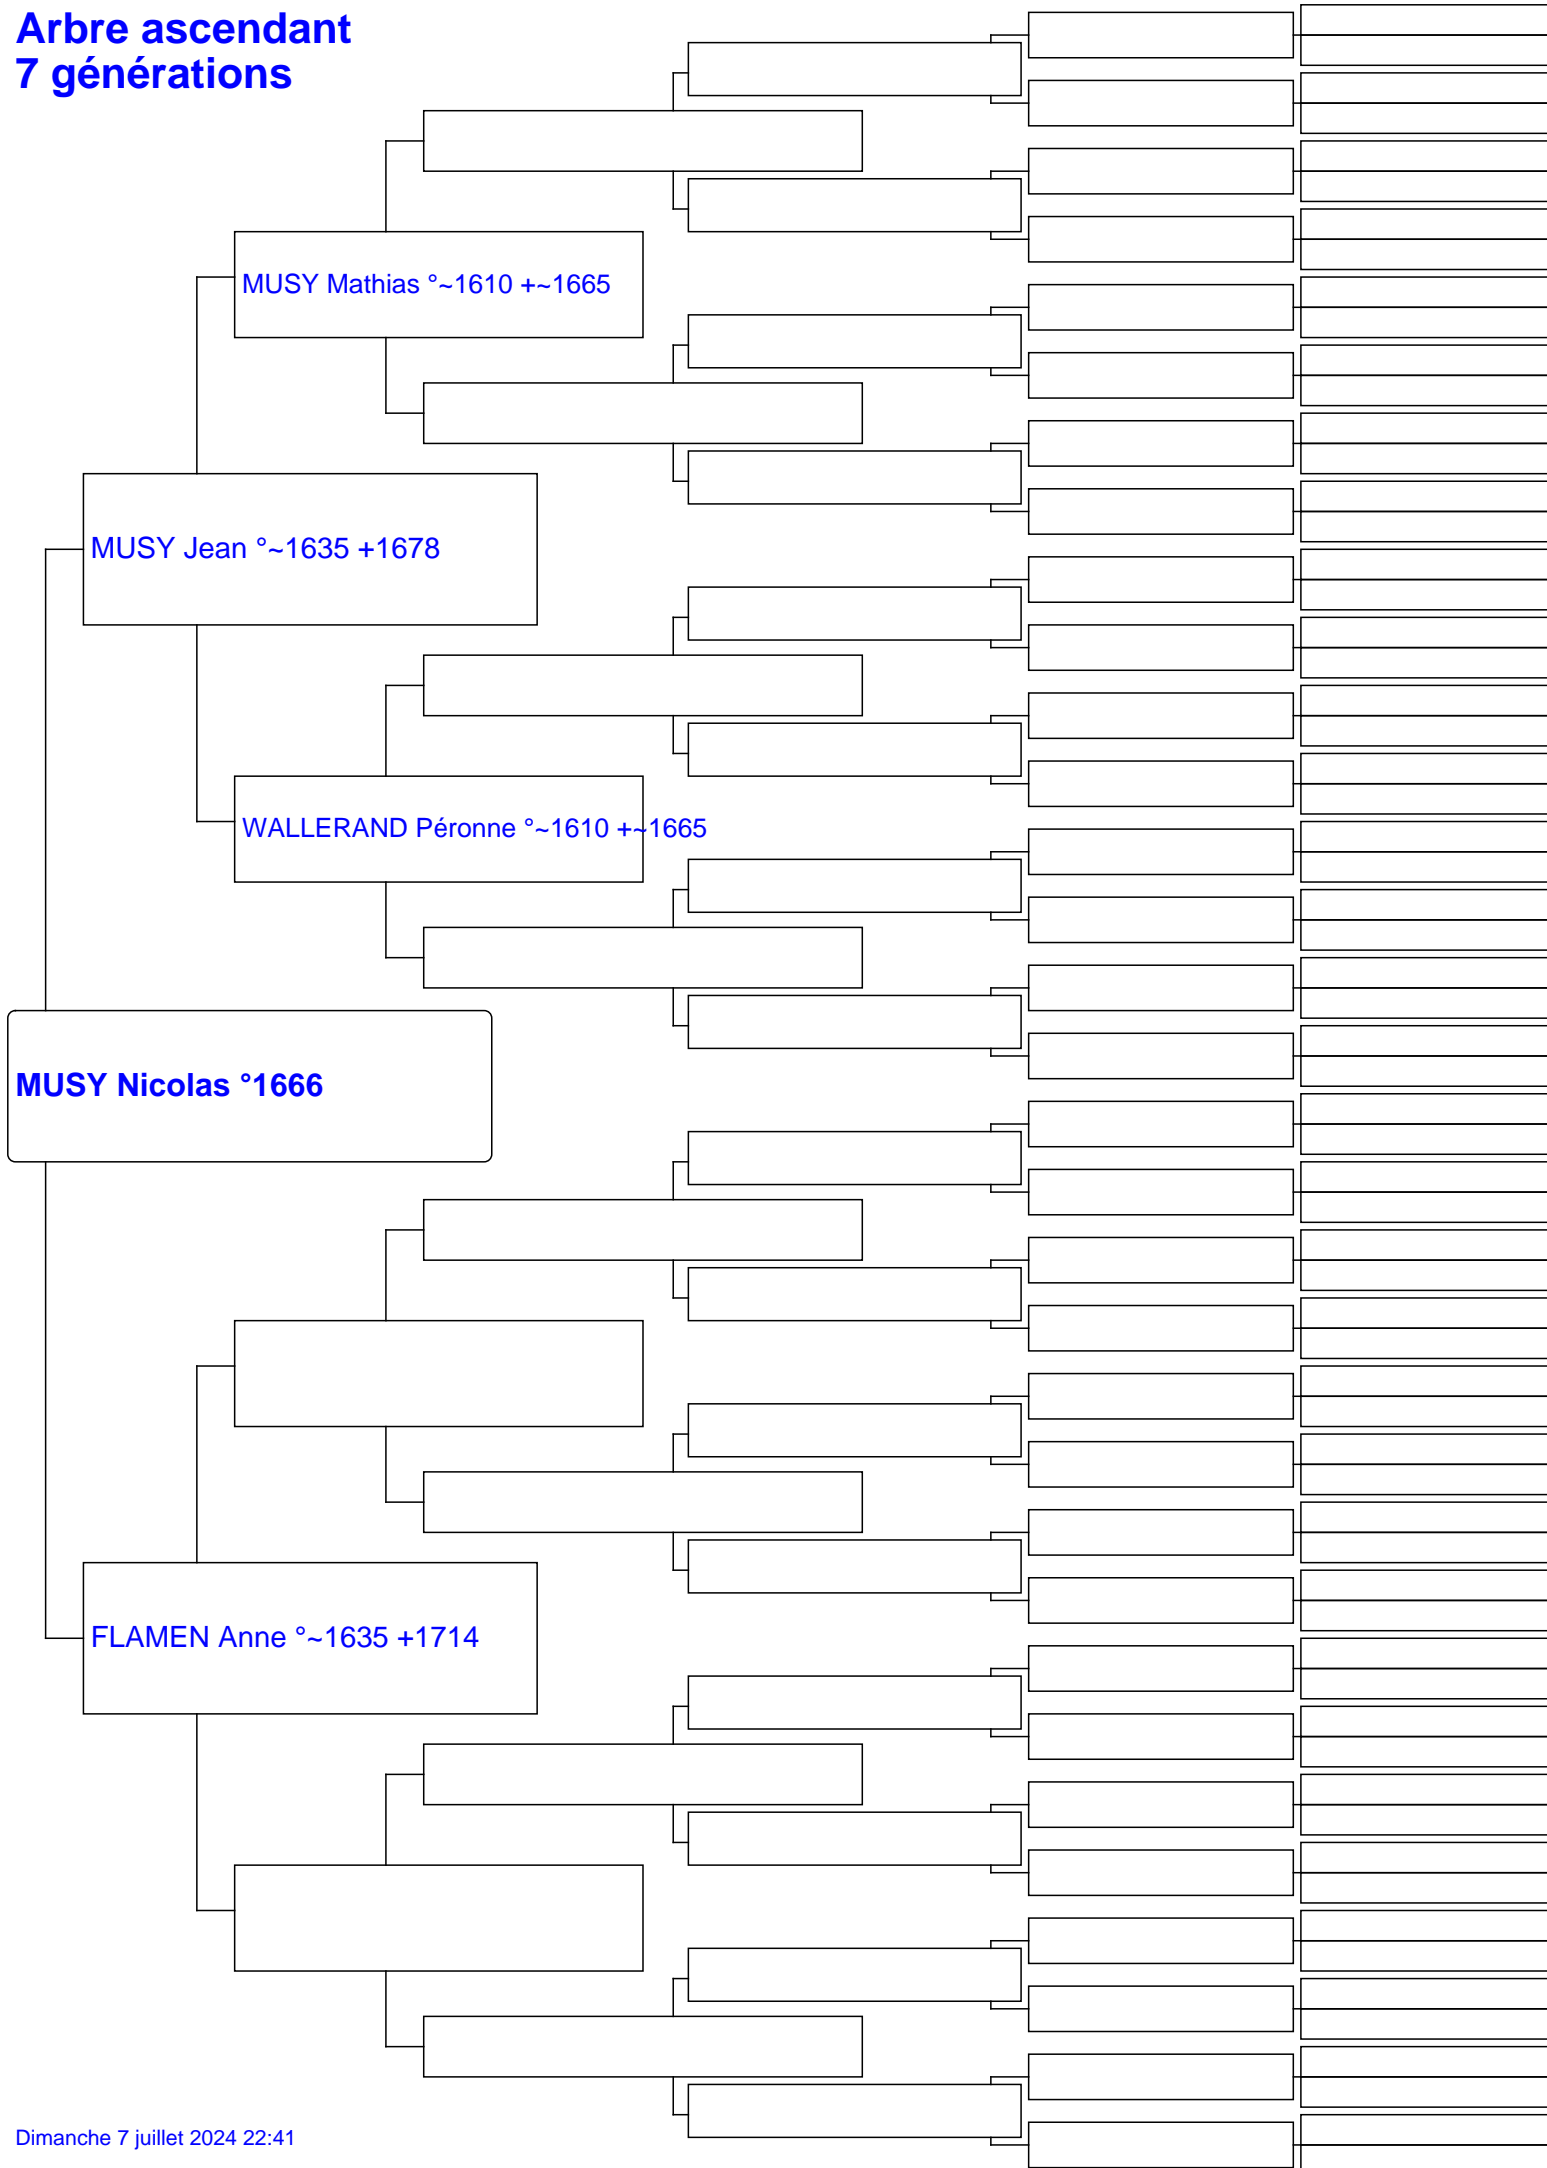 Arbre ascendant
7 générations
MUSY Mathias °~1610 +~1665
MUSY Jean °~1635 +1678
WALLERAND Péronne °~1610 +~1665
MUSY Nicolas °1666
FLAMEN Anne °~1635 +1714
Dimanche 7 juillet 2024 22:41